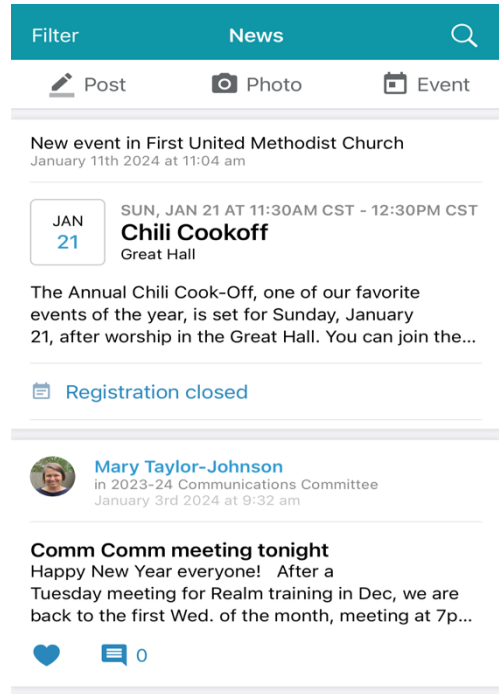 Filter News
Post Photo Event
New event in First United Methodist Church
January 11th 2024 at 11:04 am
JAN
21
SUN, JAN 21 AT 11:30AM CST - 12:30PM CST
Chili Cookoff
Great Hall
The Annual Chili Cook-Off, one of our favorite
events of the year, is set for Sunday, January
21, after worship in the Great Hall. You can join the...
Registration closed
Mary Taylor-Johnson
in 2023-24 Communications Committee
January 3rd 2024 at 9:32 am
Comm Comm meeting tonight
Happy New Year everyone!   After a
Tuesday meeting for Realm training in Dec, we are
back to the first Wed. of the month, meeting at 7p...
0